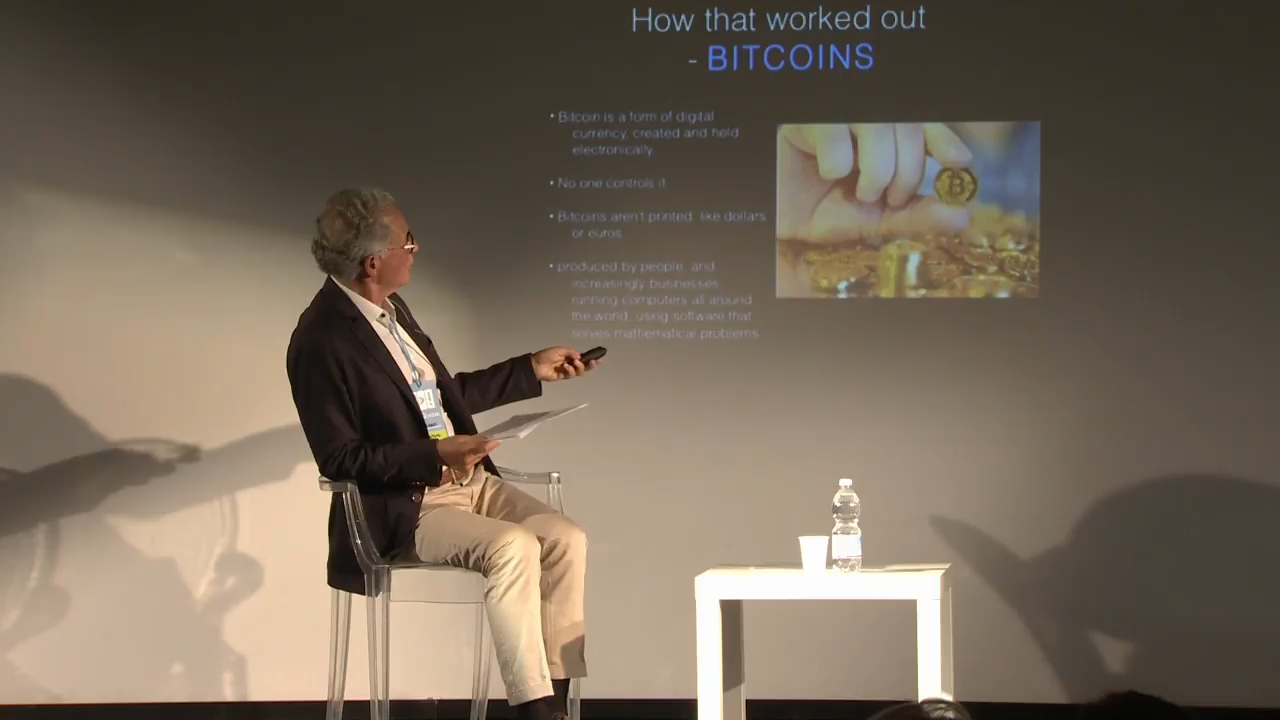 How that worked out
- BITCOINS
• Bitcoin is a form of digital
currency, created and held
electronically
• No one controls it
• Bitcoins aren't printed, like dollars
or euros
• produced by people, and
increasingly businesses,
running computers all around
the world, using software that
solves mathematical problems